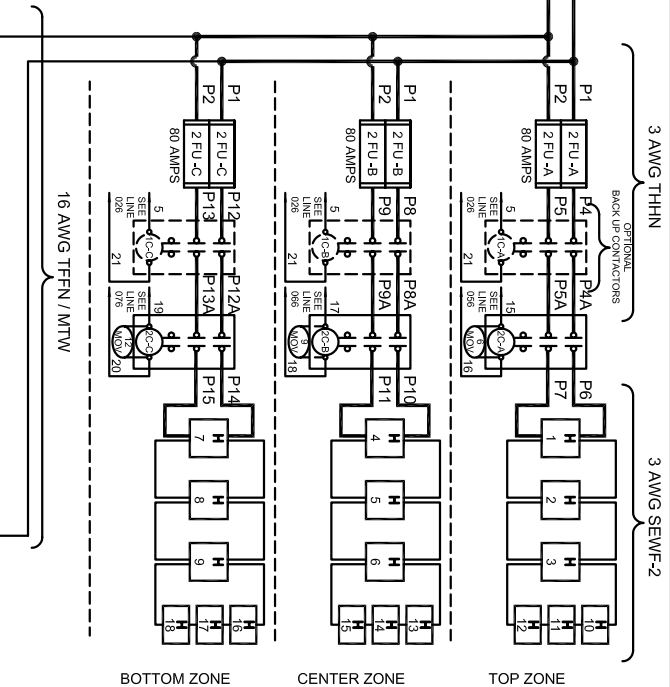 3 AWG THHN
3 AWG SEWF-2
16 AWG TFFN / MTW
OPTIONAL
BACK UP CONTACTORS
P1
P2
2 FU -A
2 FU -A
80 AMPS
P4
P5
5
SEE
LINE
026
1C-A
21
P4A
P5A
15
SEE
LINE
056
2C-A
6
MOV
16
P6
P7
H
1
H
2
H
3
H
10
H
11
H
12
TOP ZONE
P1
P2
2 FU -B
2 FU -B
80 AMPS
P8
P9
5
SEE
LINE
026
1C-B
21
P8A
P9A
17
SEE
LINE
066
2C-B
9
MOV
18
P10
P11
H
4
H
5
H
6
H
13
H
14
H
15
CENTER ZONE
P1
P2
2 FU -C
2 FU -C
80 AMPS
P12
P13
5
SEE
LINE
026
1C-C
21
P12A
P13A
19
SEE
LINE
076
2C-C
12
MOV
20
P14
P15
H
7
H
8
H
9
H
16
H
17
H
18
BOTTOM ZONE